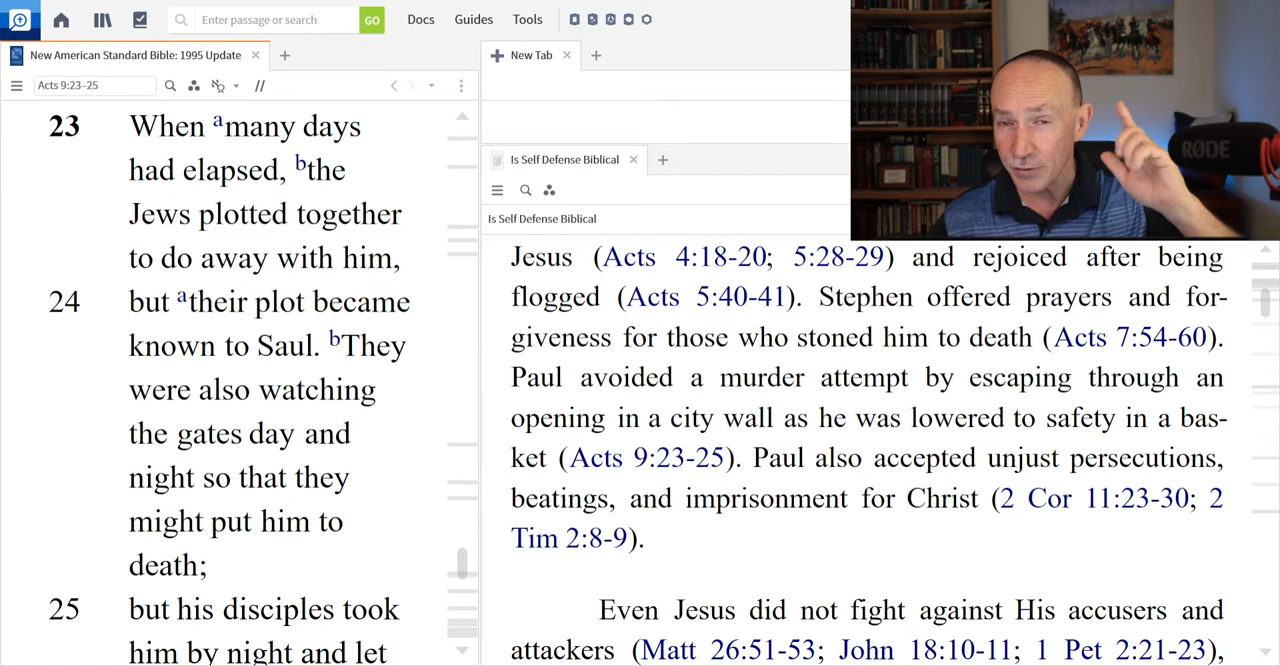 Enter passage or search
GO
Docs
Guides
Tools
New American Standard Bible: 1995 Update
Acts 9:23–25
23 When a many days
had elapsed, b the
Jews plotted together
to do away with him,
24 but a their plot became
known to Saul. b They
were also watching
the gates day and
night so that they
might put him to
death;
25 but his disciples took
him by night and let
New Tab
Is Self Defense Biblical
Is Self Defense Biblical
Jesus (Acts 4:18-20; 5:28-29) and rejoiced after being
flogged (Acts 5:40-41). Stephen offered prayers and for-
giveness for those who stoned him to death (Acts 7:54-60).
Paul avoided a murder attempt by escaping through an
opening in a city wall as he was lowered to safety in a bas-
ket (Acts 9:23-25). Paul also accepted unjust persecutions,
beatings, and imprisonment for Christ (2 Cor 11:23-30; 2
Tim 2:8-9).
Even Jesus did not fight against His accusers and
attackers (Matt 26:51-53; John 18:10-11; 1 Pet 2:21-23),
RØDE